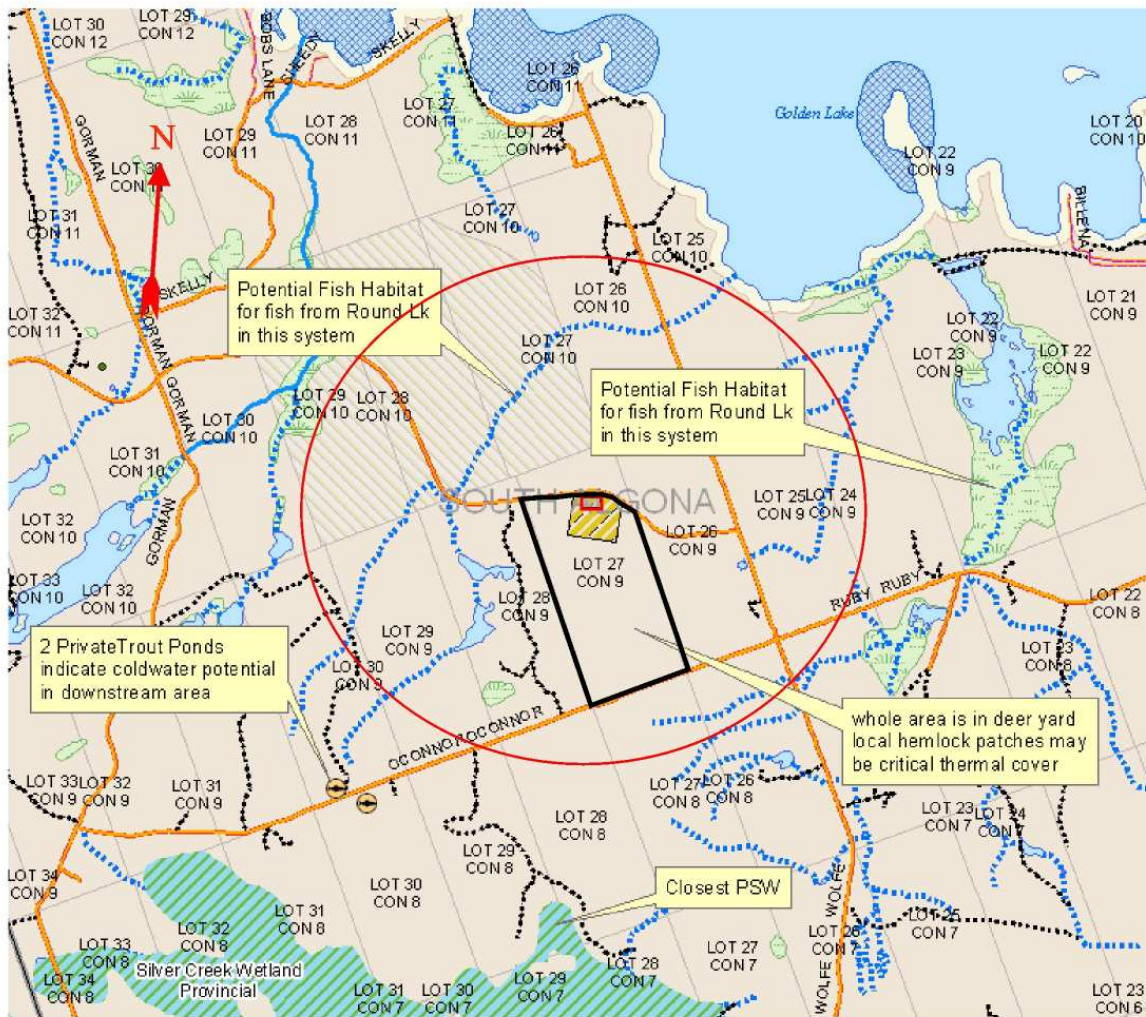 LOT 30
CON 12
LOT 29
CON 12
BOBS LANE
SHEEDY
SKELLY
LOT 26
CON 11
LOT 27
CON 11
LOT 28
CON 11
LOT 29
CON 11
LOT 26
CON 11
Golden Lake
LOT 20
CON 10
LOT 22
CON 9
GORMAN
N
LOT 31
CON 11
LOT 27
CON 10
LOT 25
CON 10
BILLENA
SKELLY
LOT 32
CON 11
Potential Fish Habitat
for fish from Round Lk
in this system
LOT 26
CON 10
LOT 27
CON 10
LOT 21
CON 9
LOT 22
CON 9
LOT 23
CON 9
LOT 22
CON 9
GORMAN GORMAN
Potential Fish Habitat
for fish from Round Lk
in this system
LOT 29
CON 10
LOT 28
CON 10
LOT 30
CON 10
LOT 31
CON 10
LOT 32
CON 10
GORMAN
SOUTH ALGONA
LOT 25
CON 9
LOT 24
CON 9
LOT 26
CON 9
LOT 27
CON 9
LOT 33
CON 10
LOT 32
CON 10
LOT 28
CON 9
RUBY RUBY
LOT 22
CON 8
2 PrivateTrout Ponds
indicate coldwater potential
in downstream area
LOT 29
CON 9
LOT 30
CON 9
LOT 23
CON 8
OCONNOR OCONNOR
whole area is in deer yard
local hemlock patches may
be critical thermal cover
LOT 33
CON 9
LOT 32
CON 9
LOT 31
CON 9
LOT 27
CON 8
LOT 26
CON 8
LOT 28
CON 8
LOT 23
CON 7
LOT 24
CON 7
LOT 29
CON 8
LOT 34
CON 9
LOT 30
CON 8
Closest PSW
WOLFE WOLFE
LOT 31
CON 8
LOT 32
CON 8
LOT 25
CON 7
LOT 33
CON 8
LOT 26
CON 7
LOT 27
CON 7
LOT 28
CON 7
LOT 29
CON 7
LOT 34
CON 8
Silver Creek Wetland
Provincial
LOT 31
CON 7
LOT 30
CON 7
WOLFE
LOT 23
CON 6